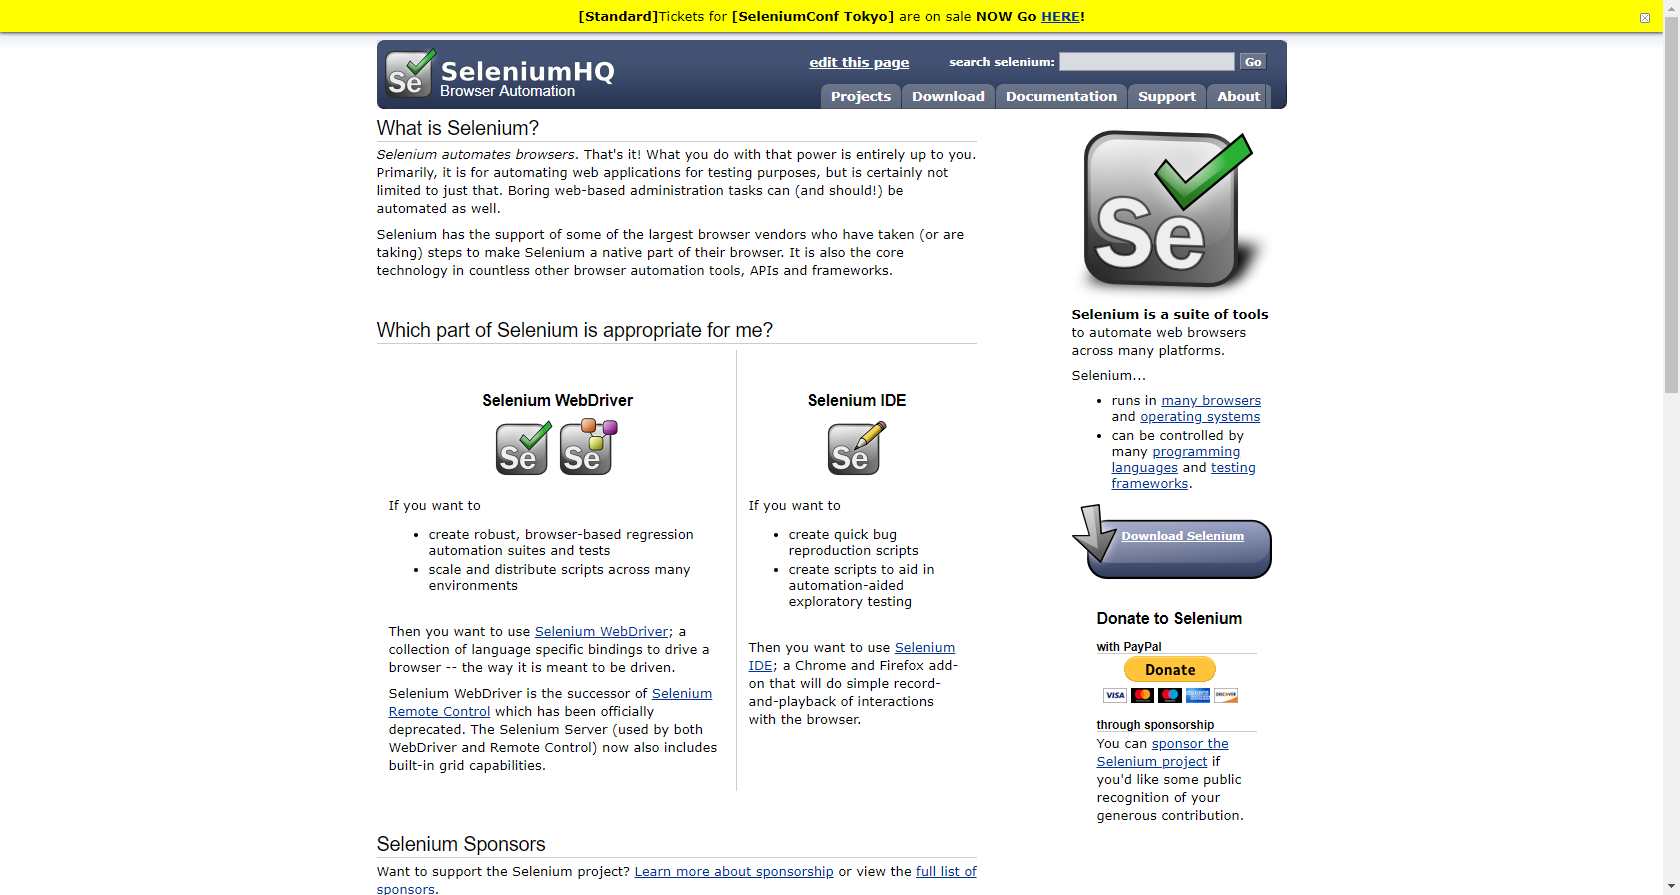 [Standard]Tickets for [SeleniumConf Tokyo] are on sale NOW Go HERE!
Se
SeleniumHQ
Browser Automation
edit this page
search selenium:
Go
Projects
Download
Documentation
Support
About
What is Selenium?
Selenium automates browsers. That's it! What you do with that power is entirely up to you.
Primarily, it is for automating web applications for testing purposes, but is certainly not
limited to just that. Boring web-based administration tasks can (and should!) be
automated as well.
Selenium has the support of some of the largest browser vendors who have taken (or are
taking) steps to make Selenium a native part of their browser. It is also the core
technology in countless other browser automation tools, APIs and frameworks.
Which part of Selenium is appropriate for me?
Selenium WebDriver
Se
Se
If you want to
• create robust, browser-based regression
automation suites and tests
• scale and distribute scripts across many
environments
Then you want to use Selenium WebDriver; a
collection of language specific bindings to drive a
browser -- the way it is meant to be driven.
Selenium WebDriver is the successor of Selenium
Remote Control which has been officially
deprecated. The Selenium Server (used by both
WebDriver and Remote Control) now also includes
built-in grid capabilities.
Selenium IDE
Se
If you want to
• create quick bug
reproduction scripts
• create scripts to aid in
automation-aided
exploratory testing
Then you want to use Selenium
IDE; a Chrome and Firefox add-
on that will do simple record-
and-playback of interactions
with the browser.
Selenium Sponsors
Want to support the Selenium project? Learn more about sponsorship or view the full list of
sponsors.
Se
Selenium is a suite of tools
to automate web browsers
across many platforms.
Selenium...
• runs in many browsers
and operating systems
• can be controlled by
many programming
languages and testing
frameworks.
Download Selenium
Donate to Selenium
with PayPal
Donate
VISA
DISCOVER
through sponsorship
You can sponsor the
Selenium project if
you'd like some public
recognition of your
generous contribution.